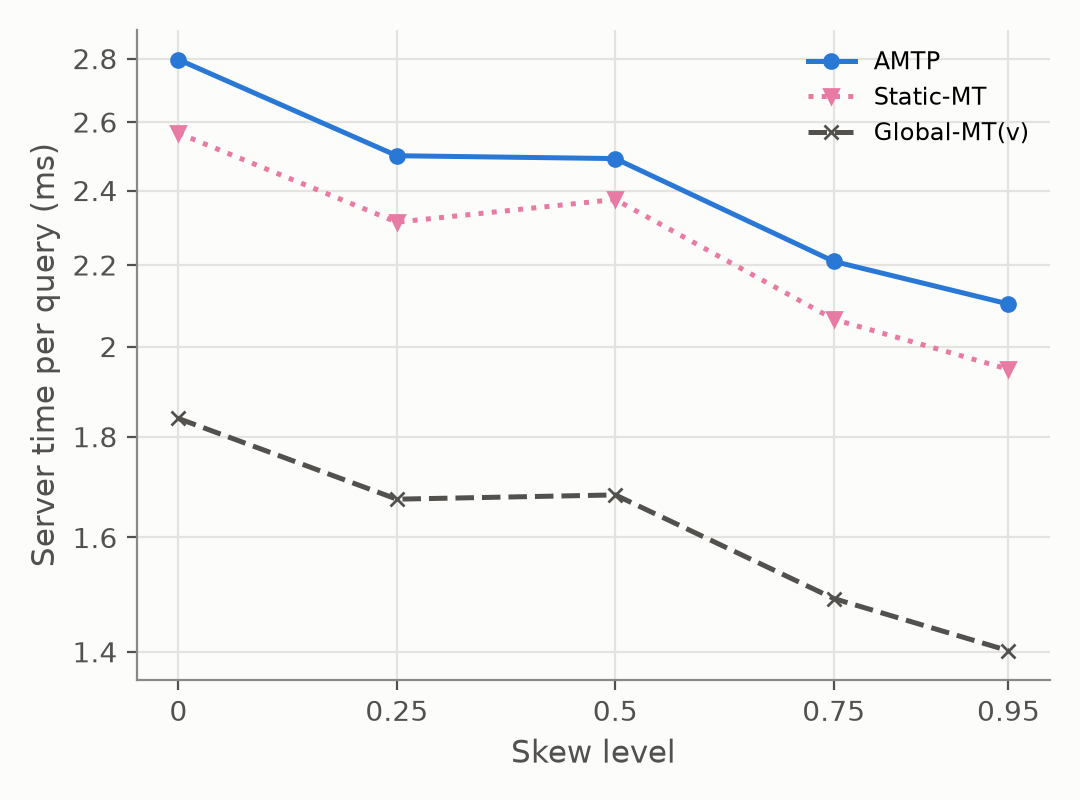 2.8
2.6
2.4
2.2
2
1.8
1.6
1.4
Server time per query (ms)
AMTP
Static-MT
Global-MT(v)
0 0.25 0.5 0.75 0.95
Skew level